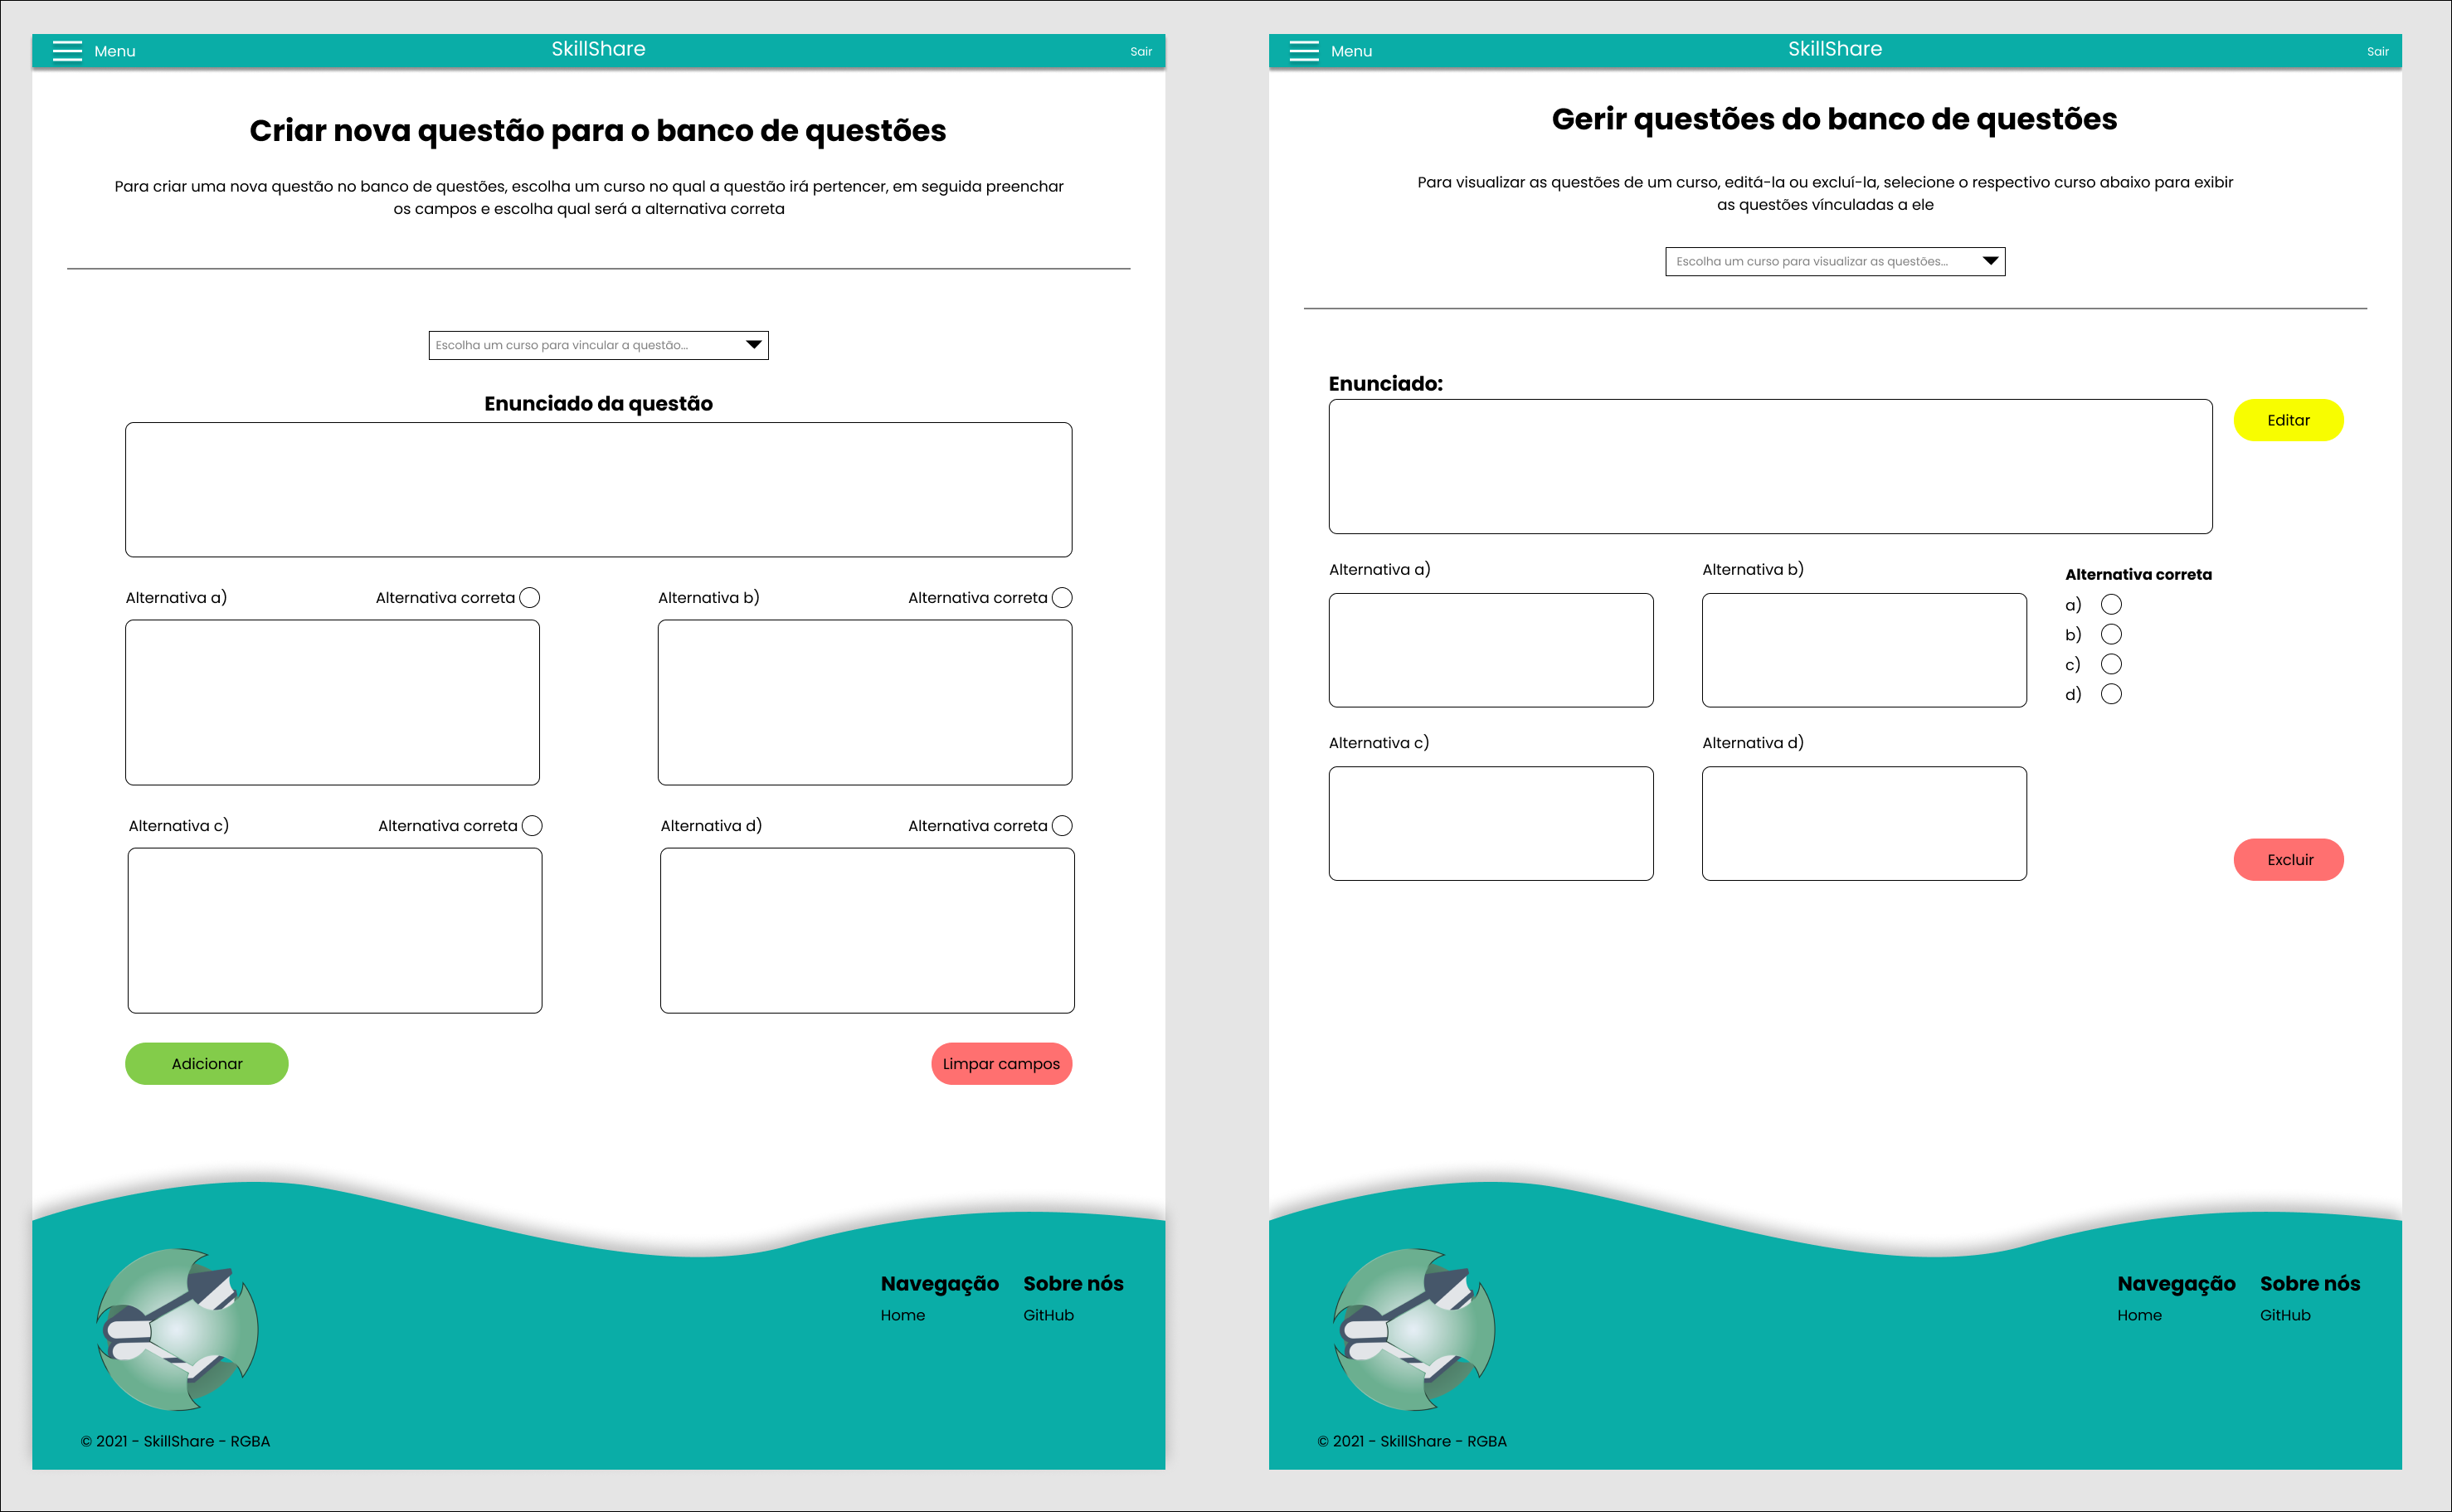 Menu
SkillShare
Sair
Criar nova questão para o banco de questões
Para criar uma nova questão no banco de questões, escolha um curso no qual a questão irá pertencer, em seguida preenchar
os campos e escolha qual será a alternativa correta
Escolha um curso para vincular a questão...
Enunciado da questão
Alternativa a)
Alternativa correta
Alternativa b)
Alternativa correta
Alternativa c)
Alternativa correta
Alternativa d)
Alternativa correta
Adicionar
Limpar campos
Navegação
Sobre nós
Home
GitHub
© 2021 - SkillShare - RGBA
Menu
SkillShare
Sair
Gerir questões do banco de questões
Para visualizar as questões de um curso, editá-la ou excluí-la, selecione o respectivo curso abaixo para exibir
as questões vínculadas a ele
Escolha um curso para visualizar as questões...
Enunciado:
Editar
Alternativa a)
Alternativa b)
Alternativa correta
a)
b)
c)
d)
Alternativa c)
Alternativa d)
Excluir
Navegação
Sobre nós
Home
GitHub
© 2021 - SkillShare - RGBA